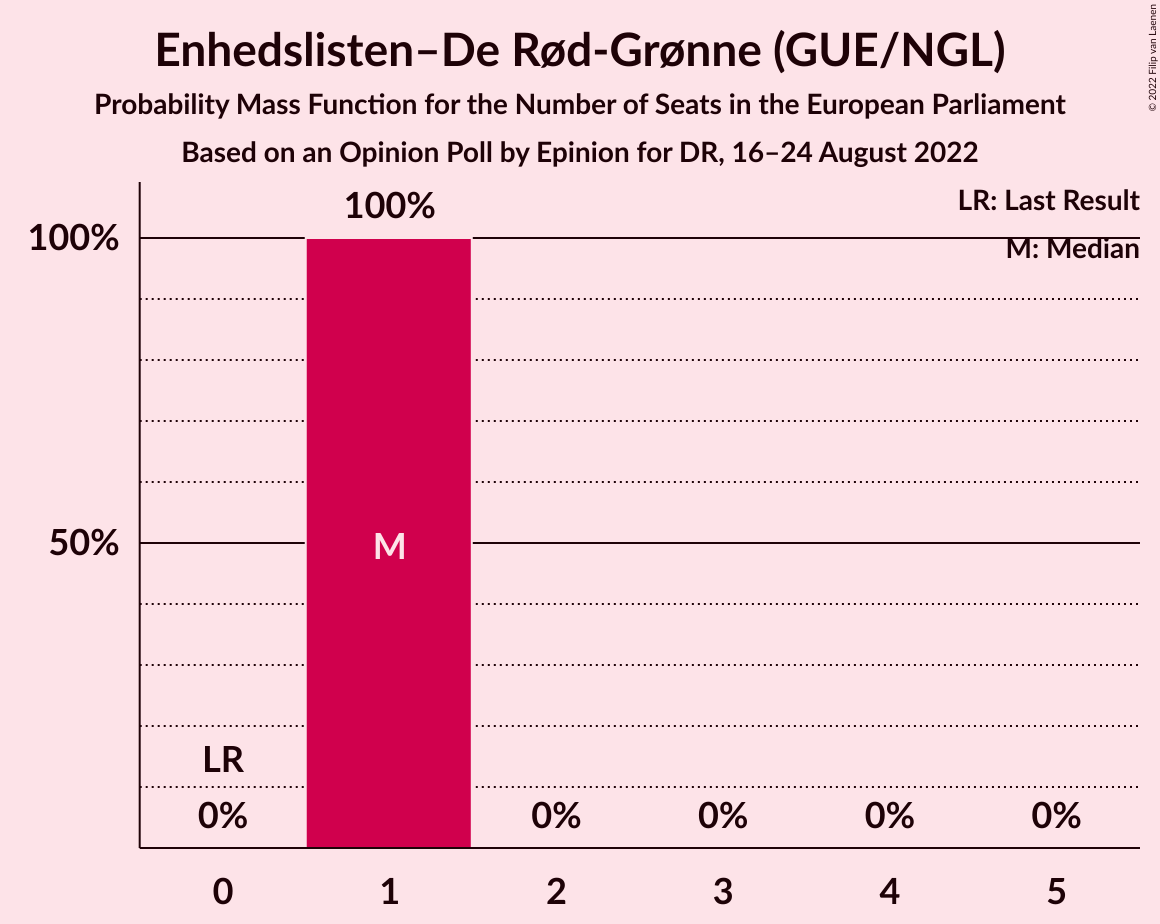 Enhedslisten–De Rød-Grønne (GUE/NGL)
Probability Mass Function for the Number of Seats in the European Parliament
Based on an Opinion Poll by Epinion for DR, 16–24 August 2022
© 2022 Filip van Laenen
LR: Last Result
M: Median
100%
100%
50%
M
LR
0%
0%
0%
0%
0%
0
1
2
3
4
5